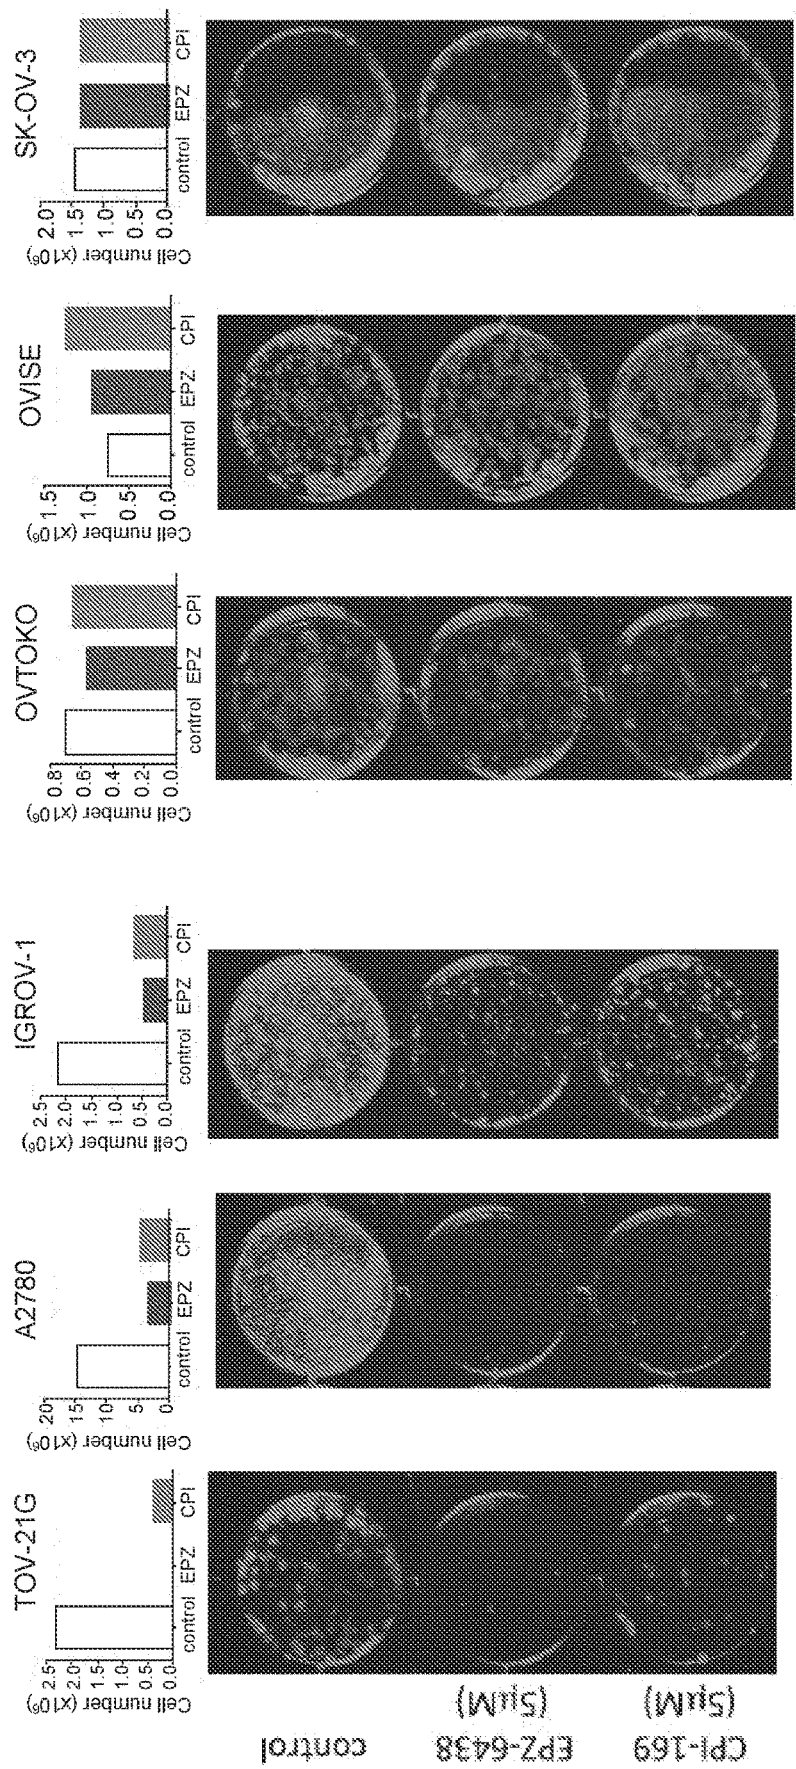 TOV-21G
Cell number (x10⁶)
2.5
2.0
1.5
1.0
0.5
0.0
control EPZ CPI
A2780
Cell number (x10⁶)
20
15
10
5
0
control EPZ CPI
IGROV-1
Cell number (x10⁶)
2.5
2.0
1.5
1.0
0.5
0.0
control EPZ CPI
OVTOKO
Cell number (x10⁶)
0.8
0.6
0.4
0.2
0.0
control EPZ CPI
OVISE
Cell number (x10⁶)
1.5
1.0
0.5
0.0
control EPZ CPI
SK-OV-3
Cell number (x10⁶)
2.0
1.5
1.0
0.5
0.0
control EPZ CPI
control
EPZ-6438
(5µM)
CPI-169
(5µM)